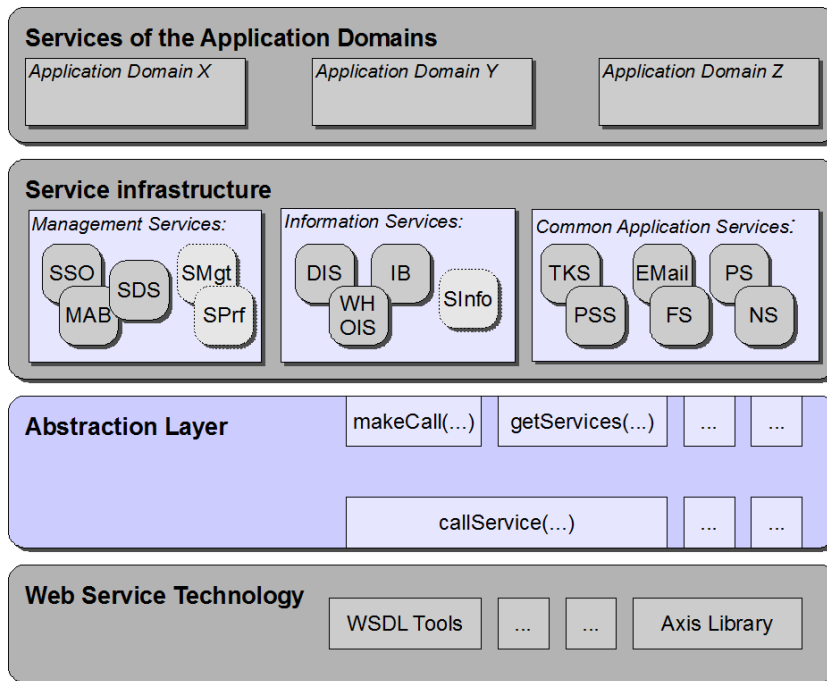 Services of the Application Domains
Application Domain X
Application Domain Y
Application Domain Z
Service infrastructure
Management Services:
SSO
MAB
SDS
SMgt
SPrf
Information Services:
DIS
WH
OIS
IB
SInfo
Common Application Services:
TKS
PSS
EMail
FS
PS
NS
Abstraction Layer
makeCall(...)
getServices(...)
...
...
callService(...)
...
...
Web Service Technology
WSDL Tools
...
...
Axis Library